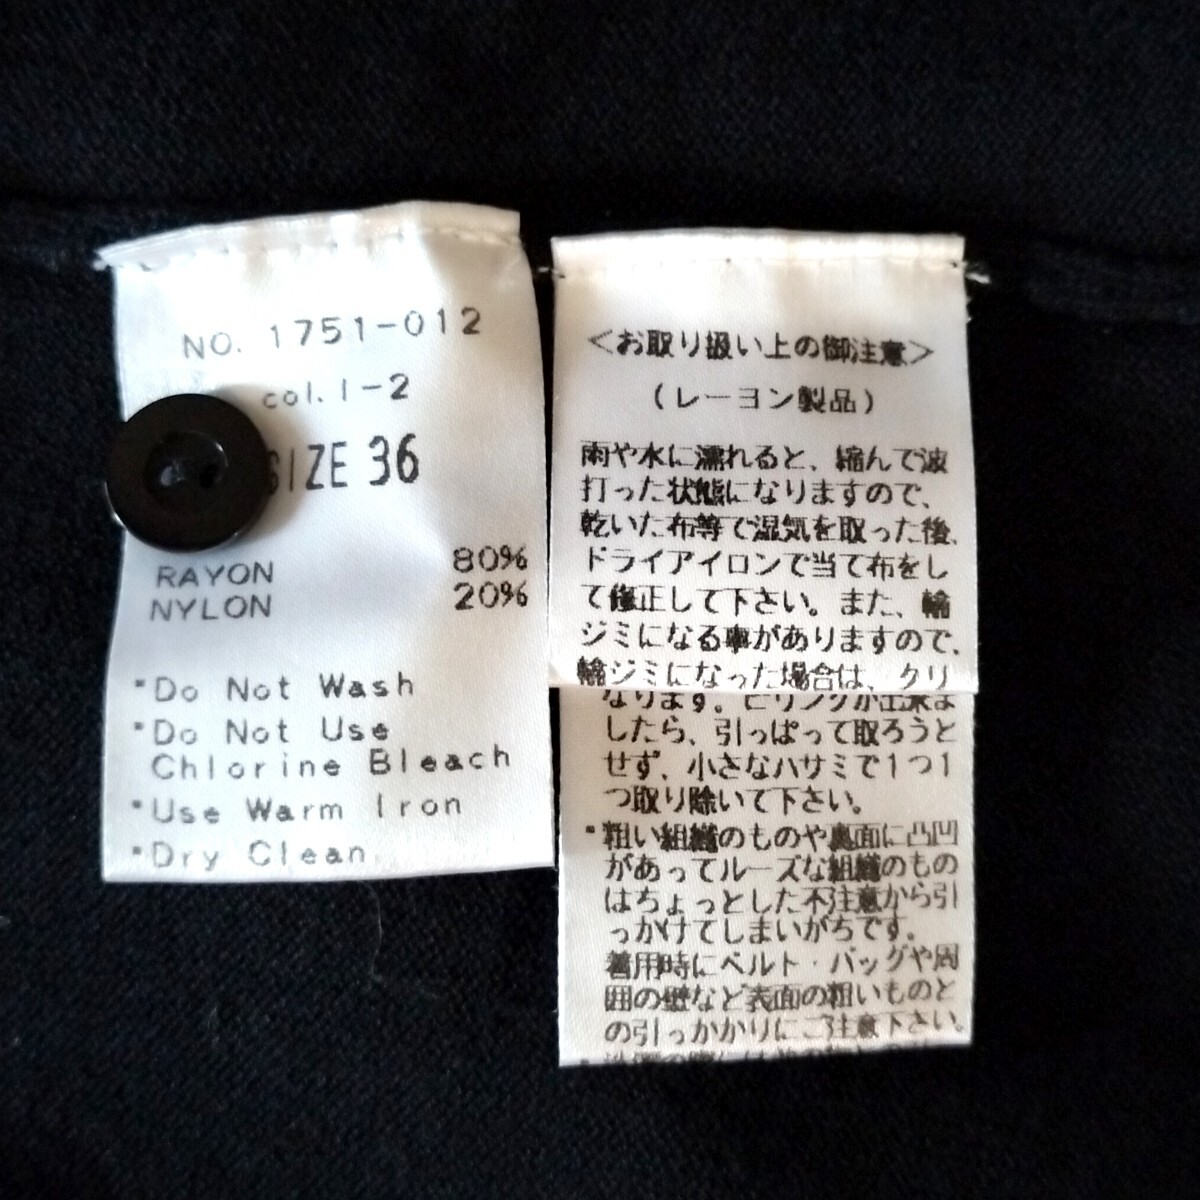 NO. 1751-012
col. 1-2
SIZE 36
RAYON 80%
NYLON 20%
・Do Not Wash
・Do Not Use
Chlorine Bleach
・Use Warm Iron
・Dry Clean
<お取り扱い上の御注意>
(レーヨン製品)
雨や水に濡れると、縮んで波
打った状態になりますので、
乾いた布等で湿気を取った後、
ドライアイロンで当て布をし
て修正して下さい。また、輪
ジミになる事がありますので、
輪ジミになった場合は、クリ
なります。ピリングが出来ま
したら、引っぱって取ろうと
せず、小さなハサミで1つ1
つ取り除いて下さい。
・粗い組織のものや裏面に凸凹
があってルーズな組織のもの
はちょっとした不注意から引
っかけてしまいがちです。
着用時にベルト・バッグや周
囲の壁など表面の粗いものと
の引っかかりにご注意下さい。